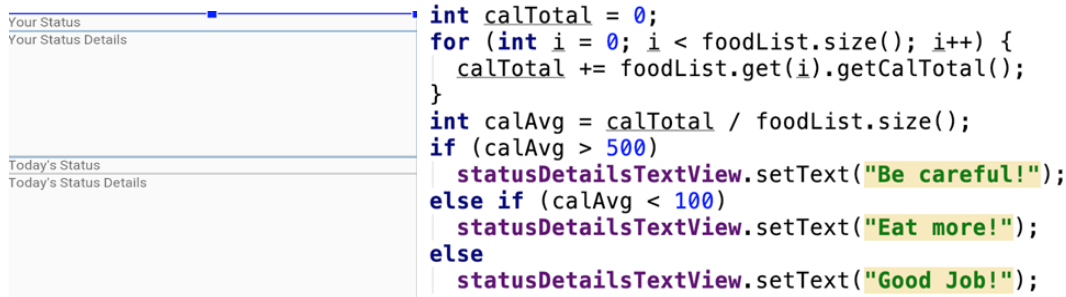 Your Status
Your Status Details
Today's Status
Today's Status Details
int calTotal = 0;
for (int i = 0; i < foodList.size(); i++) {
  calTotal += foodList.get(i).getCalTotal();
}
int calAvg = calTotal / foodList.size();
if (calAvg > 500)
  statusDetailsTextView.setText("Be careful!");
else if (calAvg < 100)
  statusDetailsTextView.setText("Eat more!");
else
  statusDetailsTextView.setText("Good Job!");